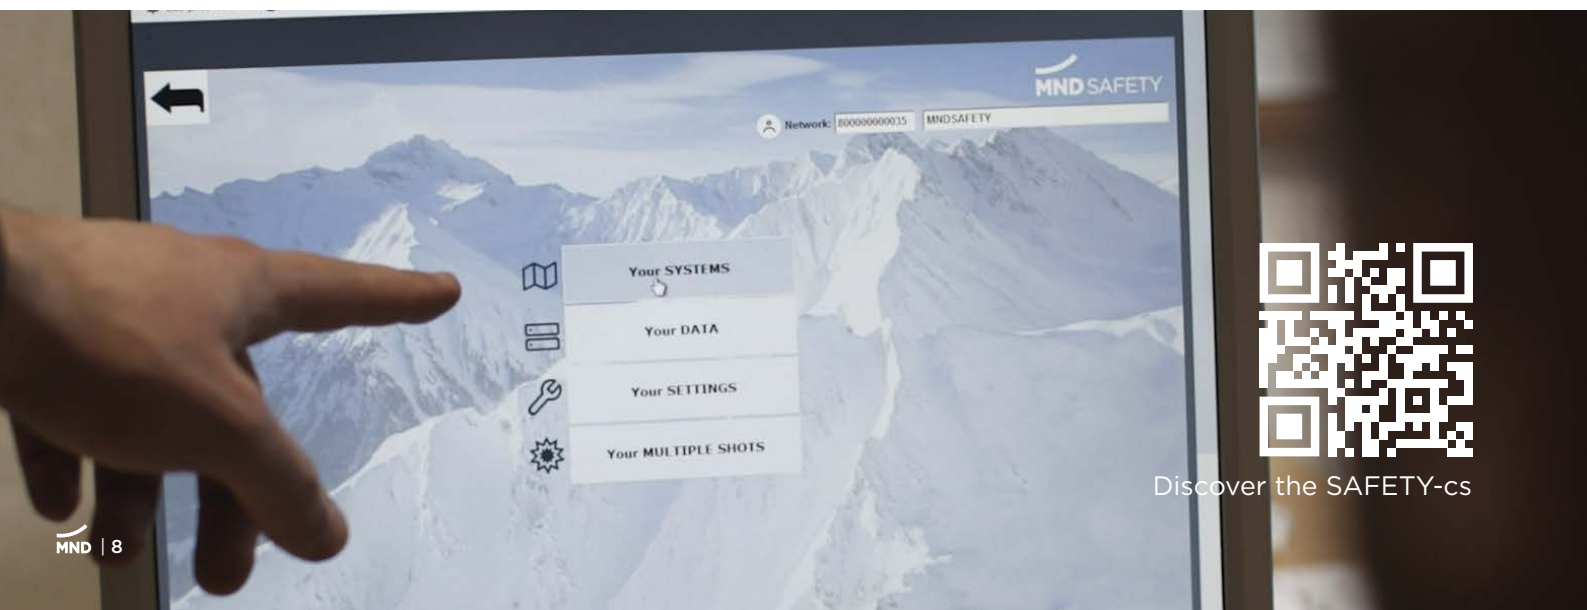 MND SAFETY
Network: 800000000035 MNDSAFETY
Your SYSTEMS
Your DATA
Your SETTINGS
Your MULTIPLE SHOTS
Discover the SAFETY-cs
MND | 8